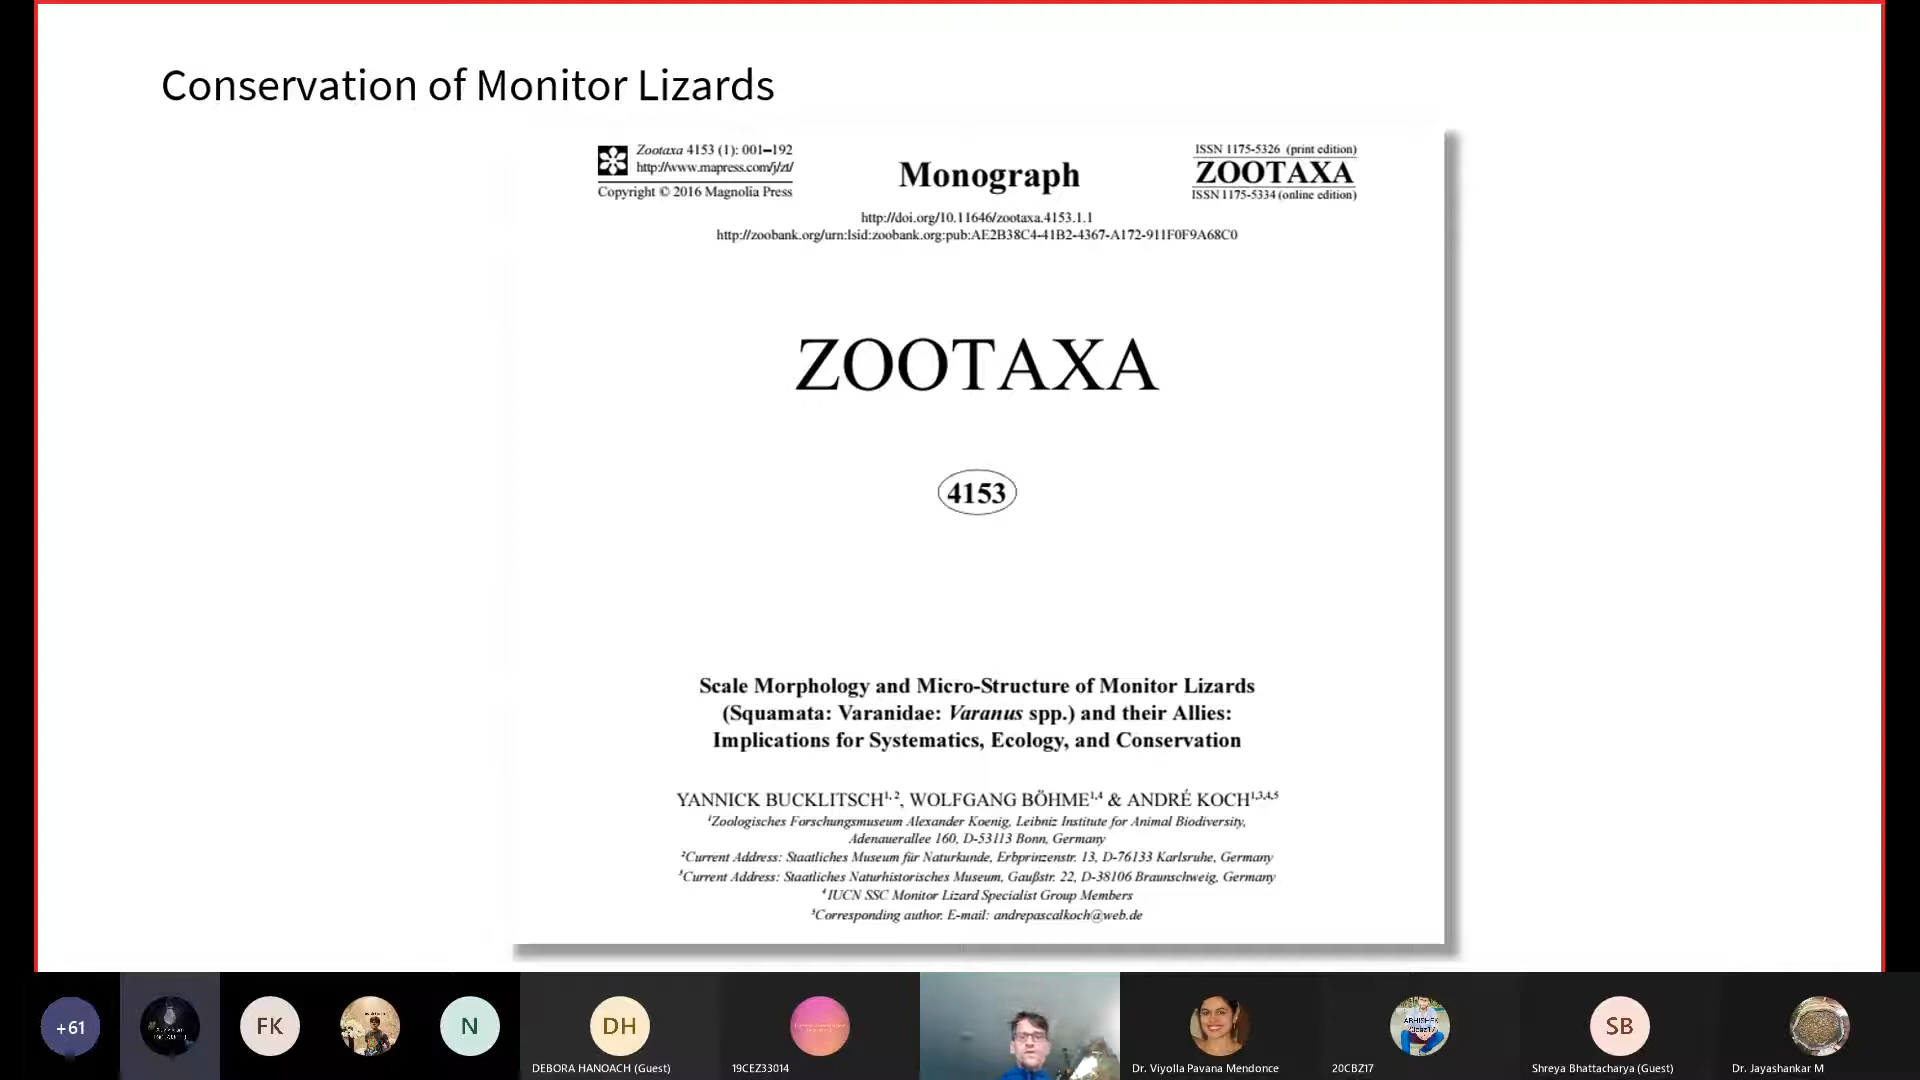 Conservation of Monitor Lizards
Zootaxa 4153 (1): 001–192
http://www.mapress.com/j/zt/
Copyright © 2016 Magnolia Press
Monograph
ISSN 1175-5326 (print edition)
ZOOTAXA
ISSN 1175-5334 (online edition)
http://doi.org/10.11646/zootaxa.4153.1.1
http://zoobank.org/urn:lsid:zoobank.org:pub:AE2B38C4-41B2-4367-A172-911F0F9A68C0
ZOOTAXA
4153
Scale Morphology and Micro-Structure of Monitor Lizards
(Squamata: Varanidae: Varanus spp.) and their Allies:
Implications for Systematics, Ecology, and Conservation
YANNICK BUCKLITSCH1, 2, WOLFGANG BÖHME1,4 & ANDRÉ KOCH1,3,4,5
1Zoologisches Forschungsmuseum Alexander Koenig, Leibniz Institute for Animal Biodiversity,
Adenauerallee 160, D-53113 Bonn, Germany
2Current Address: Staatliches Museum für Naturkunde, Erbprinzenstr. 13, D-76133 Karlsruhe, Germany
3Current Address: Staatliches Naturhistorisches Museum, Gaußstr. 22, D-38106 Braunschweig, Germany
4 IUCN SSC Monitor Lizard Specialist Group Members
5Corresponding author. E-mail: andrepascalkoch@web.de
+61
FK
N
DH
DEBORA HANOACH (Guest)
19CEZ33014
Dr. Viyolla Pavana Mendonce
ABHISHEK
20cbz17
20CBZ17
SB
Shreya Bhattacharya (Guest)
Dr. Jayashankar M